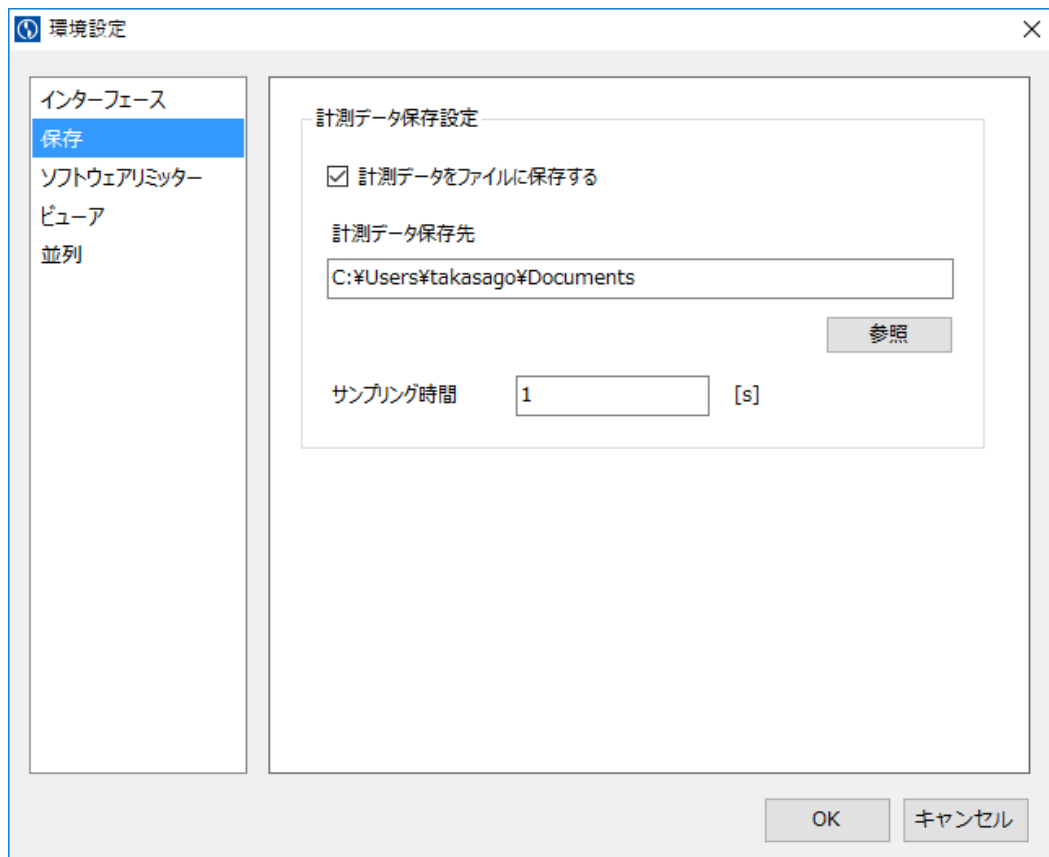 環境設定
インターフェース
保存
ソフトウェアリミッター
ビューア
並列
計測データ保存設定
計測データをファイルに保存する
計測データ保存先
C:¥Users¥takasago¥Documents
参照
サンプリング時間 1 [s]
OK キャンセル